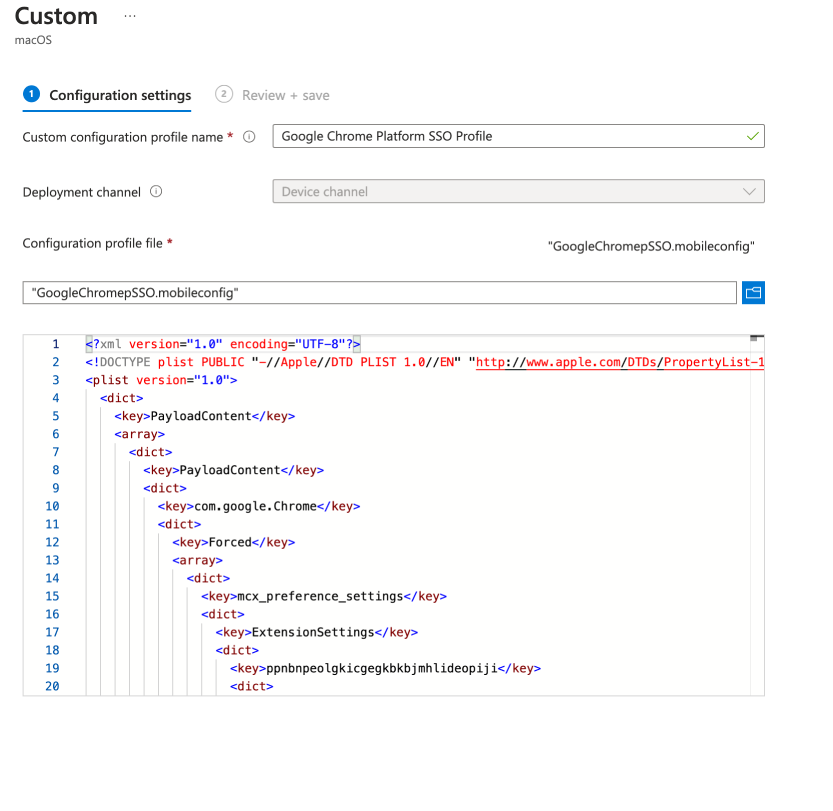 Custom ...
macOS
1 Configuration settings 2 Review + save
Custom configuration profile name * Google Chrome Platform SSO Profile
Deployment channel Device channel
Configuration profile file * "GoogleChromepSSO.mobileconfig"
"GoogleChromepSSO.mobileconfig"
1 <?xml version="1.0" encoding="UTF-8"?>
2 <!DOCTYPE plist PUBLIC "-//Apple//DTD PLIST 1.0//EN" "http://www.apple.com/DTDs/PropertyList-1
3 <plist version="1.0">
4 <dict>
5 <key>PayloadContent</key>
6 <array>
7 <dict>
8 <key>PayloadContent</key>
9 <dict>
10 <key>com.google.Chrome</key>
11 <dict>
12 <key>Forced</key>
13 <array>
14 <dict>
15 <key>mcx_preference_settings</key>
16 <dict>
17 <key>ExtensionSettings</key>
18 <dict>
19 <key>ppnbnpeolgkicgegkbkbjmhlideopiji</key>
20 <dict>